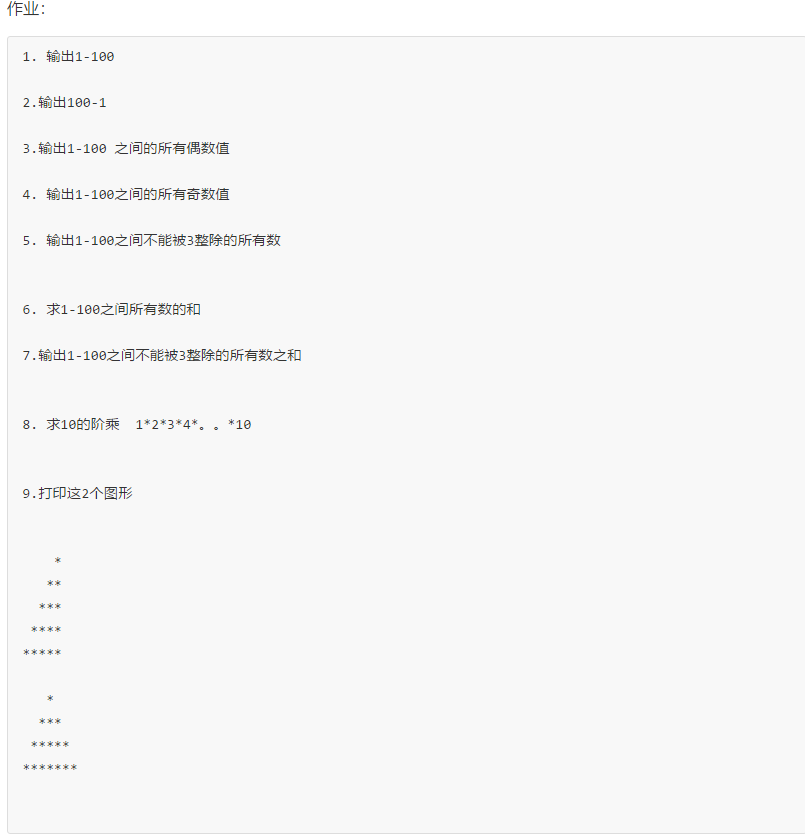 作业：
1. 输出1-100
2.输出100-1
3.输出1-100 之间的所有偶数值
4. 输出1-100之间的所有奇数值
5. 输出1-100之间不能被3整除的所有数
6. 求1-100之间所有数的和
7.输出1-100之间不能被3整除的所有数之和
8. 求10的阶乘  1*2*3*4*。。*10
9.打印这2个图形
    *
   **
  ***
 ****
*****
   *
  ***
 *****
*******